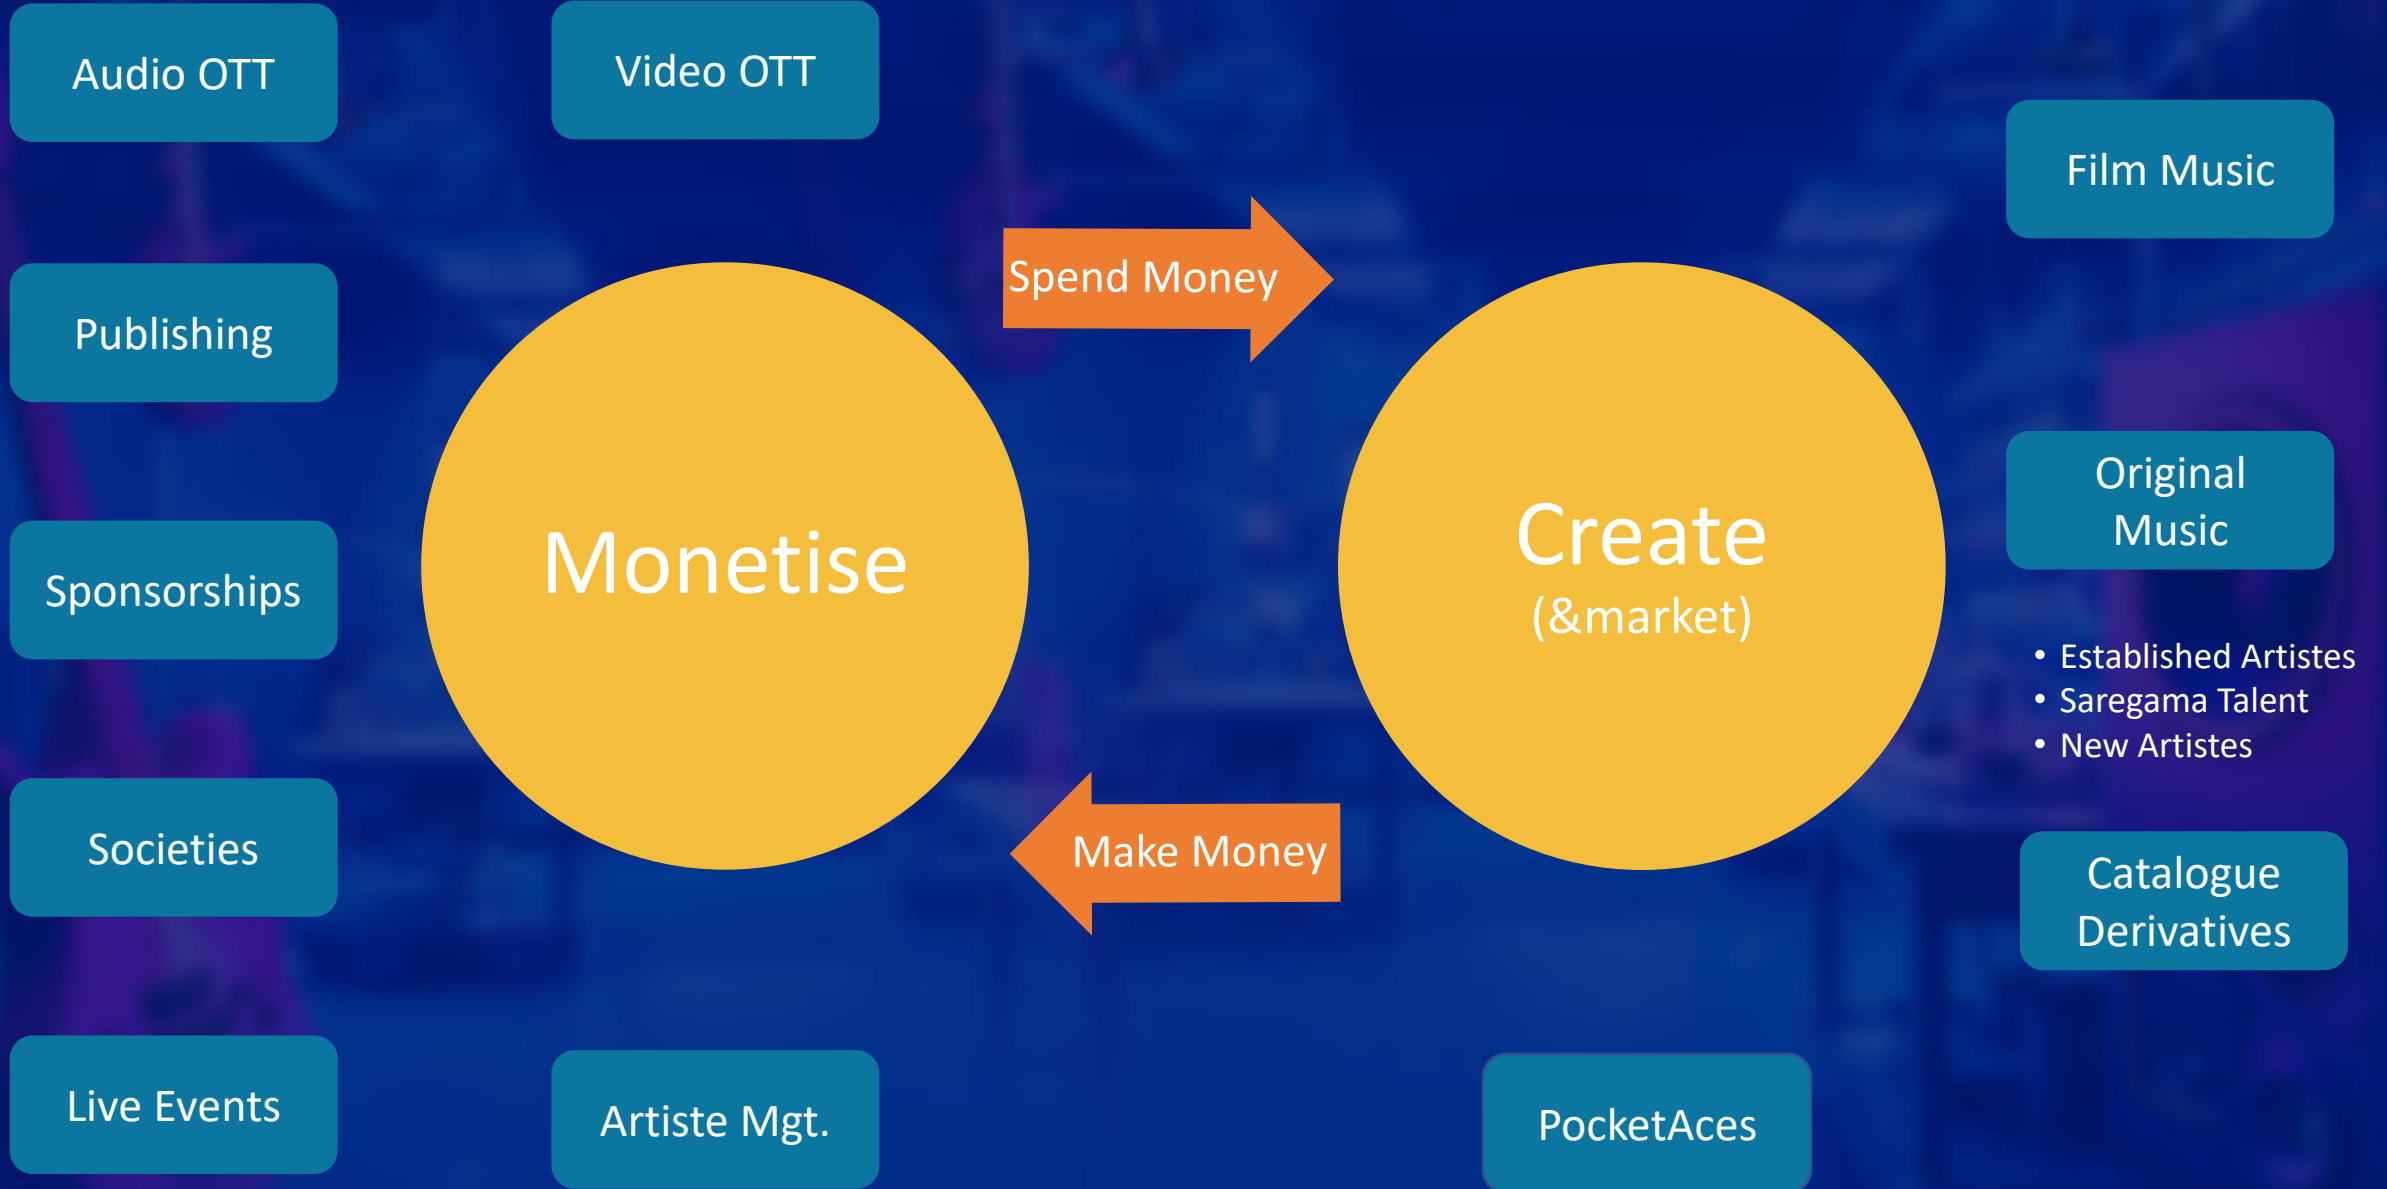 Audio OTT
Video OTT
Film Music
Spend Money
Publishing
Original
Music
Monetise
Create
(&market)
Sponsorships
• Established Artistes
• Saregama Talent
• New Artistes
Societies
Make Money
Catalogue
Derivatives
Live Events
Artiste Mgt.
PocketAces